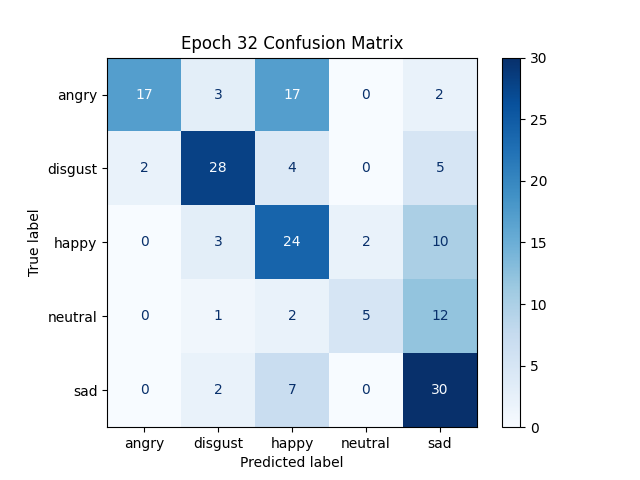 Epoch 32 Confusion Matrix
True label
angry 17 3 17 0 2
disgust 2 28 4 0 5
happy 0 3 24 2 10
neutral 0 1 2 5 12
sad 0 2 7 0 30
angry disgust happy neutral sad
Predicted label
30
25
20
15
10
5
0